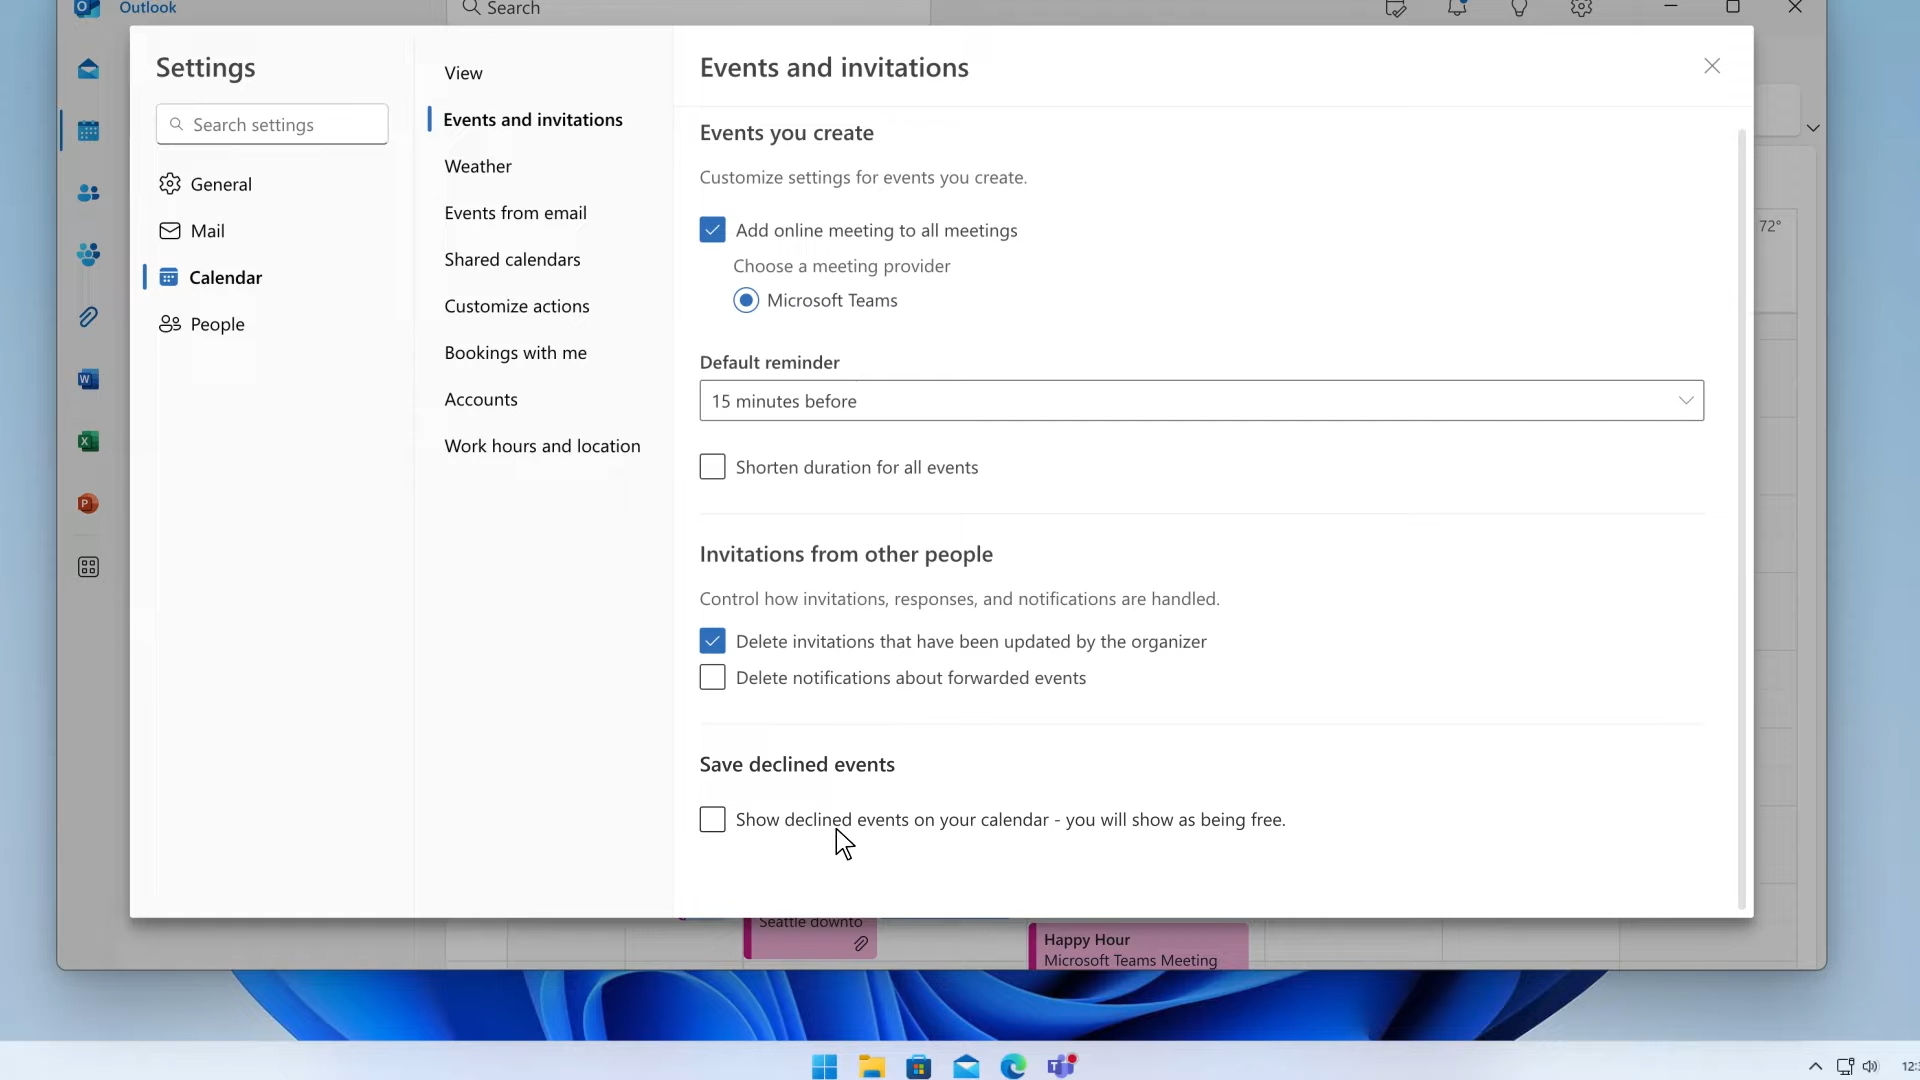 Outlook
Search
Settings
Search settings
General
Mail
Calendar
People
View
Events and invitations
Weather
Events from email
Shared calendars
Customize actions
Bookings with me
Accounts
Work hours and location
Events and invitations
Events you create
Customize settings for events you create.
Add online meeting to all meetings
Choose a meeting provider
Microsoft Teams
Default reminder
15 minutes before
Shorten duration for all events
Invitations from other people
Control how invitations, responses, and notifications are handled.
Delete invitations that have been updated by the organizer
Delete notifications about forwarded events
Save declined events
Show declined events on your calendar - you will show as being free.
72°
Seattle downto
Happy Hour
Microsoft Teams Meeting